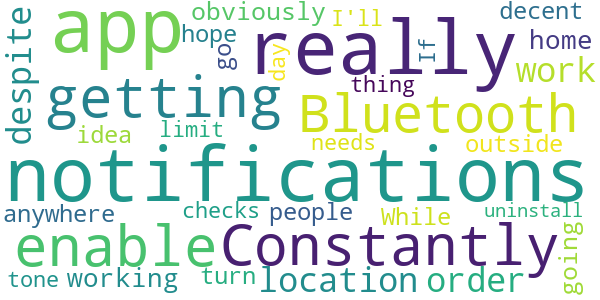 app
really
obviously
I'll
decent
despite
hope
go
day
If
home
getting
thing
work
Bluetooth
idea
limit
needs
outside
notifications
anywhere
checks
people
While
uninstall
enable
Constantly
going
tone
working
turn
location
order